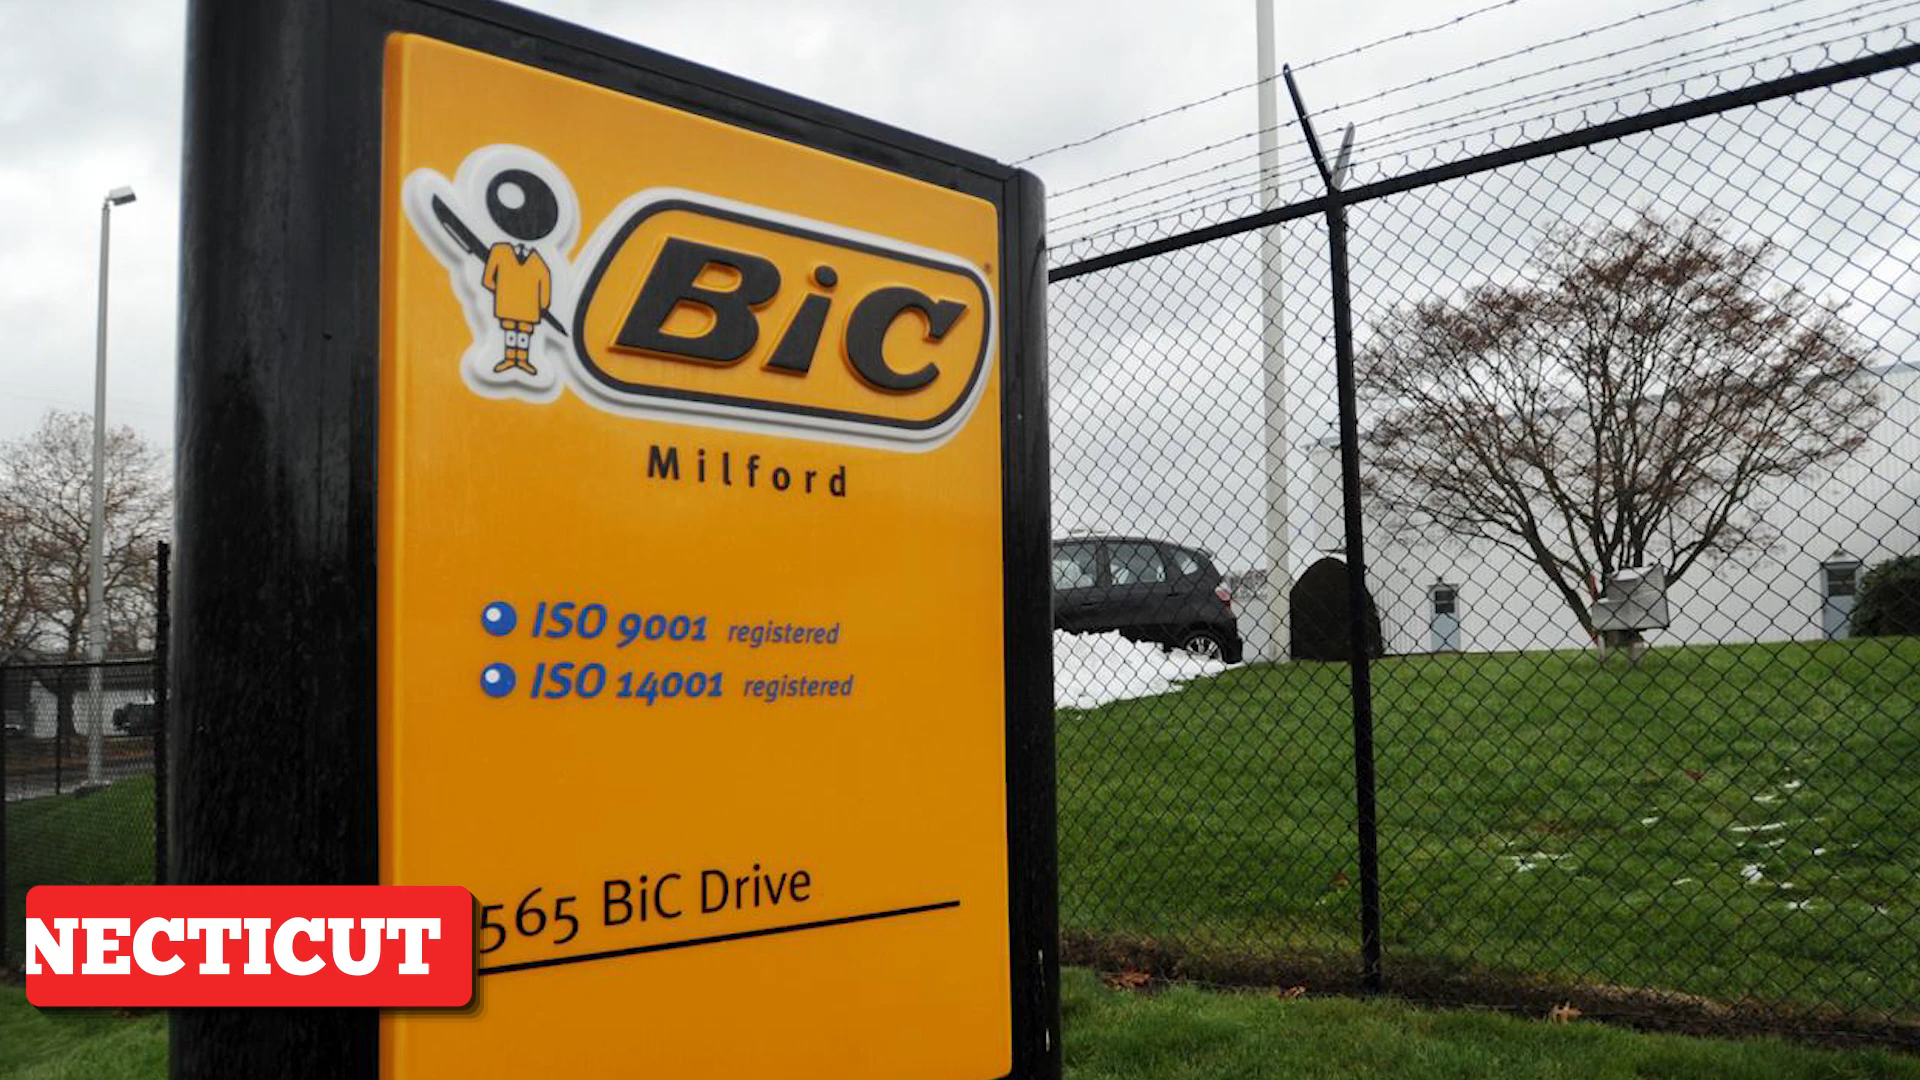 BiC
Milford
ISO 9001 registered
ISO 14001 registered
565 BiC Drive
NECTICUT